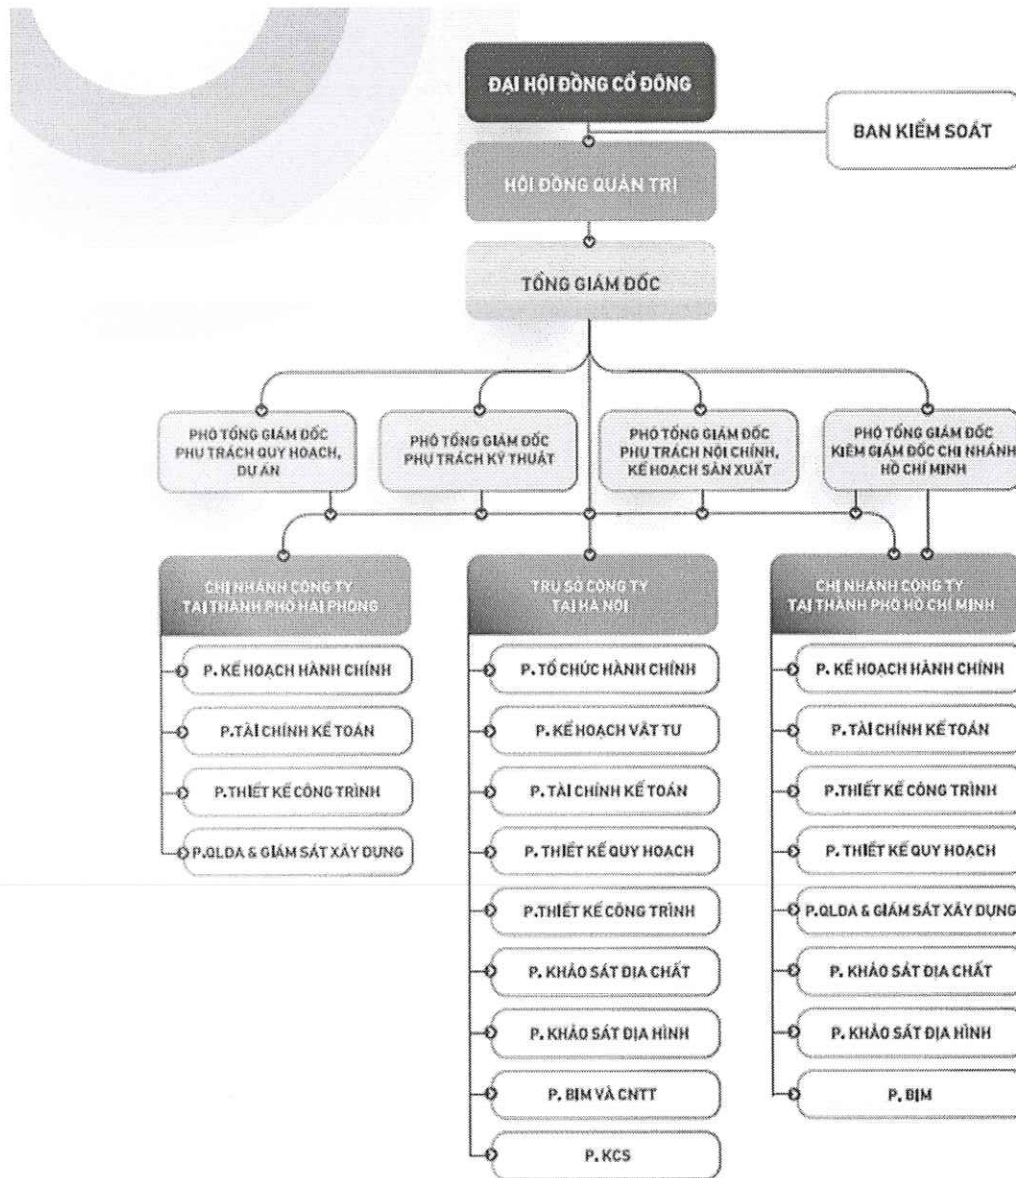 ĐẠI HỘI ĐỒNG CỔ ĐÔNG
BAN KIỂM SOÁT
HỘI ĐỒNG QUẢN TRỊ
TỔNG GIÁM ĐỐC
PHÓ TỔNG GIÁM ĐỐC
PHỤ TRÁCH QUY HOẠCH,
DỰ ÁN
PHÓ TỔNG GIÁM ĐỐC
PHỤ TRÁCH KỸ THUẬT
PHÓ TỔNG GIÁM ĐỐC
PHỤ TRÁCH NỘI CHÍNH,
KẾ HOẠCH SẢN XUẤT
PHÓ TỔNG GIÁM ĐỐC
KIÊM GIÁM ĐỐC CHI NHÁNH
HỒ CHÍ MINH
CHI NHÁNH CÔNG TY
TẠI THÀNH PHỐ HẢI PHÒNG
P. KẾ HOẠCH HÀNH CHÍNH
P.TÀI CHÍNH KẾ TOÁN
P.THIẾT KẾ CÔNG TRÌNH
P.QLDA & GIÁM SÁT XÂY DỰNG
TRỤ SỞ CÔNG TY
TẠI HÀ NỘI
P. TỔ CHỨC HÀNH CHÍNH
P. KẾ HOẠCH VẬT TƯ
P. TÀI CHÍNH KẾ TOÁN
P. THIẾT KẾ QUY HOẠCH
P.THIẾT KẾ CÔNG TRÌNH
P. KHẢO SÁT ĐỊA CHẤT
P. KHẢO SÁT ĐỊA HÌNH
P. BIM VÀ CNTT
P. KCS
CHI NHÁNH CÔNG TY
TẠI THÀNH PHỐ HỒ CHÍ MINH
P. KẾ HOẠCH HÀNH CHÍNH
P. TÀI CHÍNH KẾ TOÁN
P.THIẾT KẾ CÔNG TRÌNH
P. THIẾT KẾ QUY HOẠCH
P.QLDA & GIÁM SÁT XÂY DỰNG
P. KHẢO SÁT ĐỊA CHẤT
P. KHẢO SÁT ĐỊA HÌNH
P. BIM